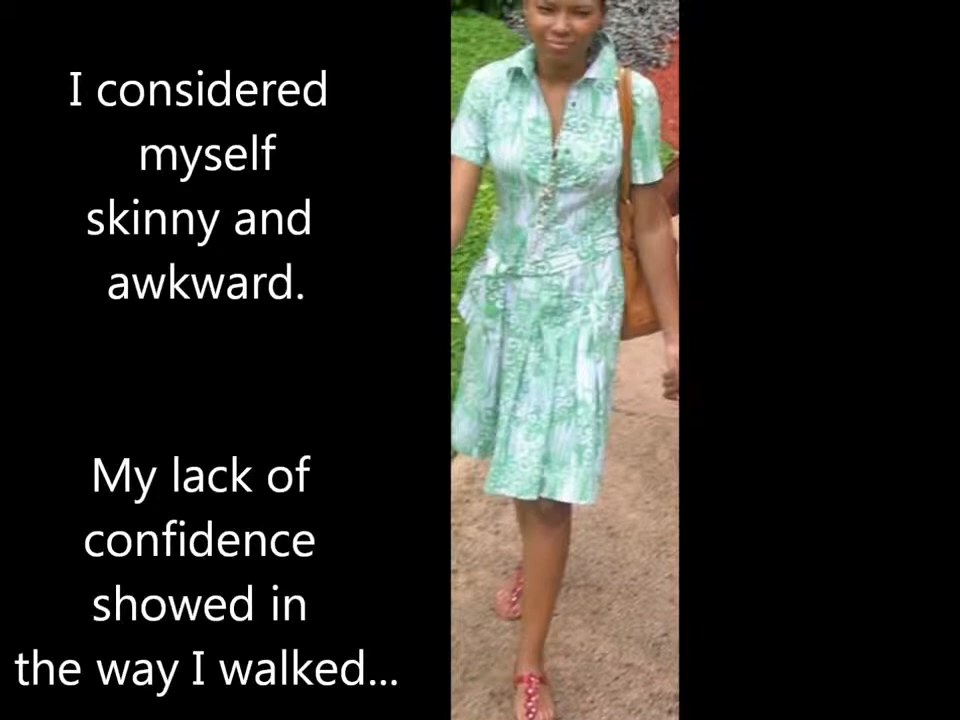 I considered
myself
skinny and
awkward.
My lack of
confidence
showed in
the way I walked...